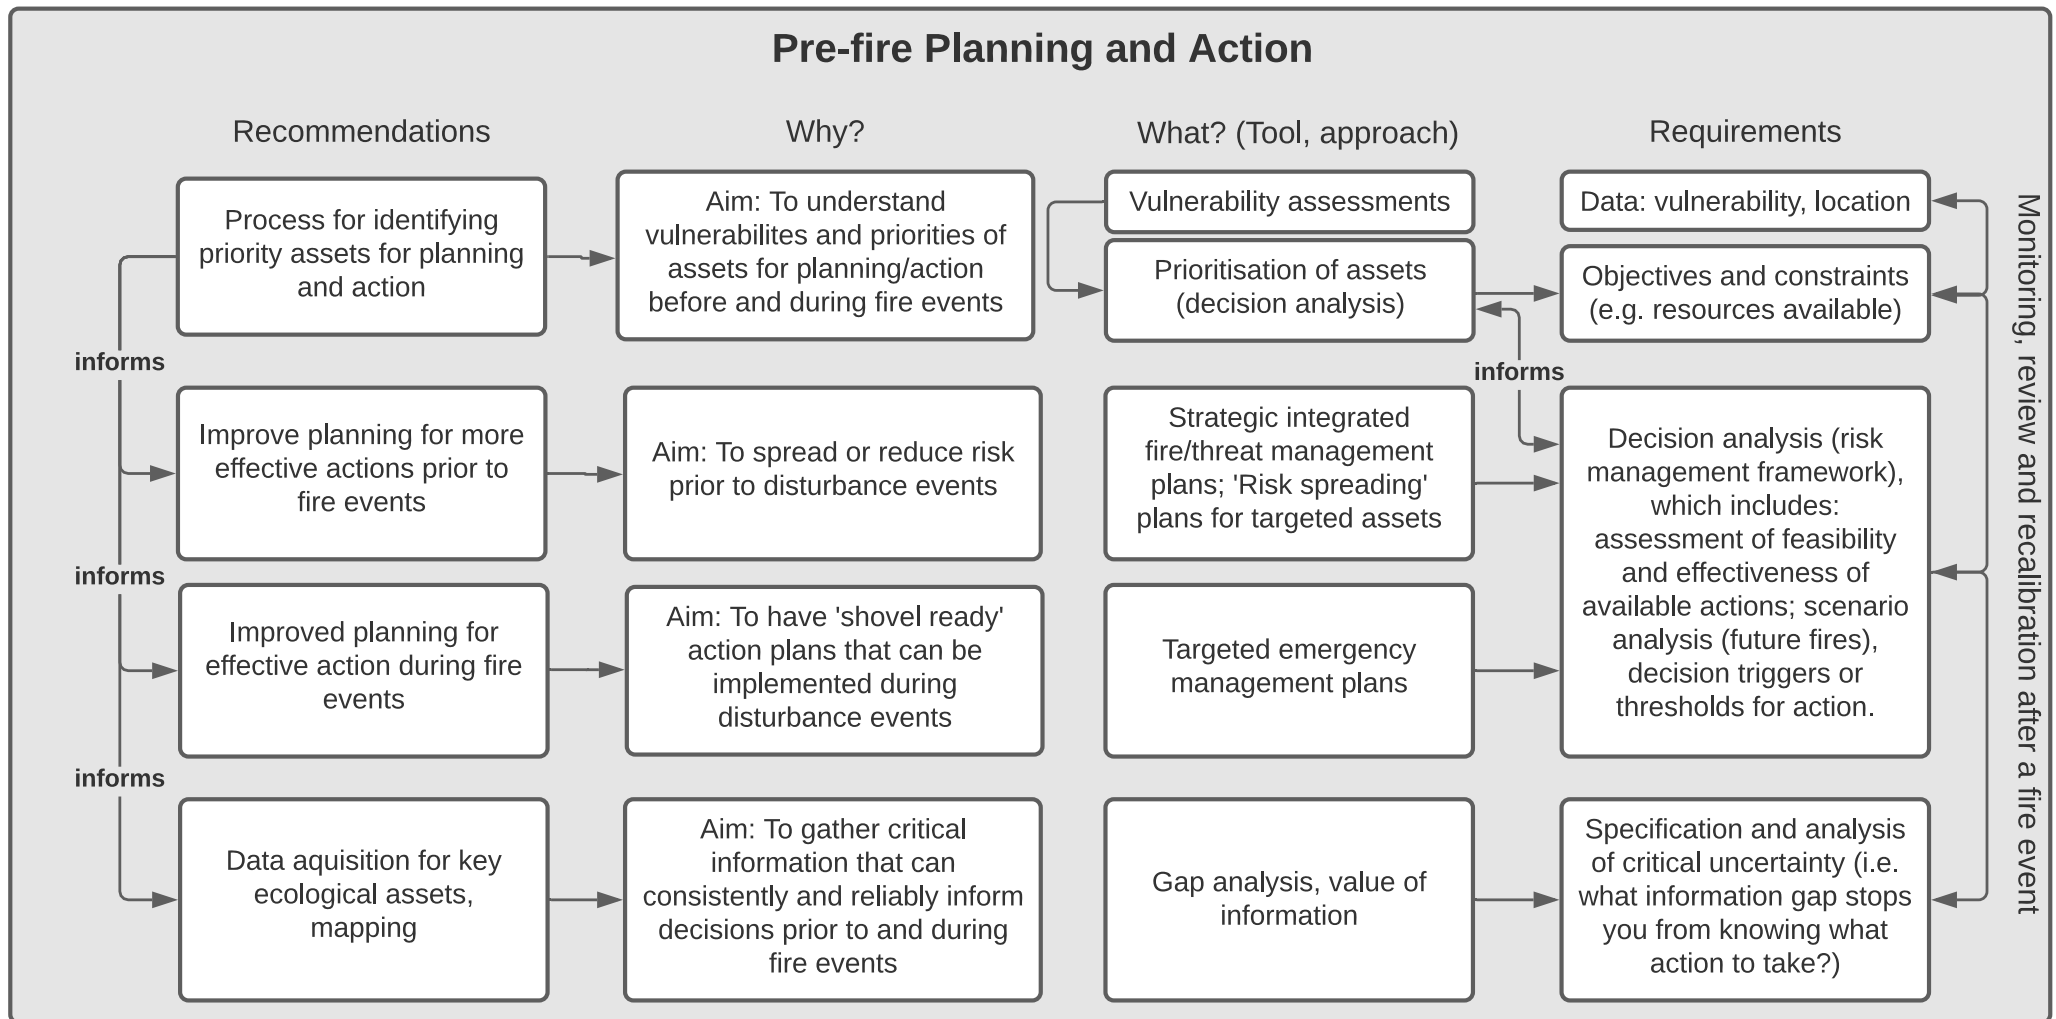 Pre-fire Planning and Action
Recommendations
Why?
What? (Tool, approach)
Requirements
Process for identifying
priority assets for planning
and action
Aim: To understand
vulnerabilites and priorities of
assets for planning/action
before and during fire events
Vulnerability assessments
Data: vulnerability, location
Prioritisation of assets
(decision analysis)
Objectives and constraints
(e.g. resources available)
informs
informs
Improve planning for more
effective actions prior to
fire events
Aim: To spread or reduce risk
prior to disturbance events
Strategic integrated
fire/threat management
plans; 'Risk spreading'
plans for targeted assets
Decision analysis (risk
management framework),
which includes:
assessment of feasibility
and effectiveness of
available actions; scenario
analysis (future fires),
decision triggers or
thresholds for action.
informs
Improved planning for
effective action during fire
events
Aim: To have 'shovel ready'
action plans that can be
implemented during
disturbance events
Targeted emergency
management plans
informs
Data aquisition for key
ecological assets,
mapping
Aim: To gather critical
information that can
consistently and reliably inform
decisions prior to and during
fire events
Gap analysis, value of
information
Specification and analysis
of critical uncertainty (i.e.
what information gap stops
you from knowing what
action to take?)
Monitoring, review and recalibration after a fire event